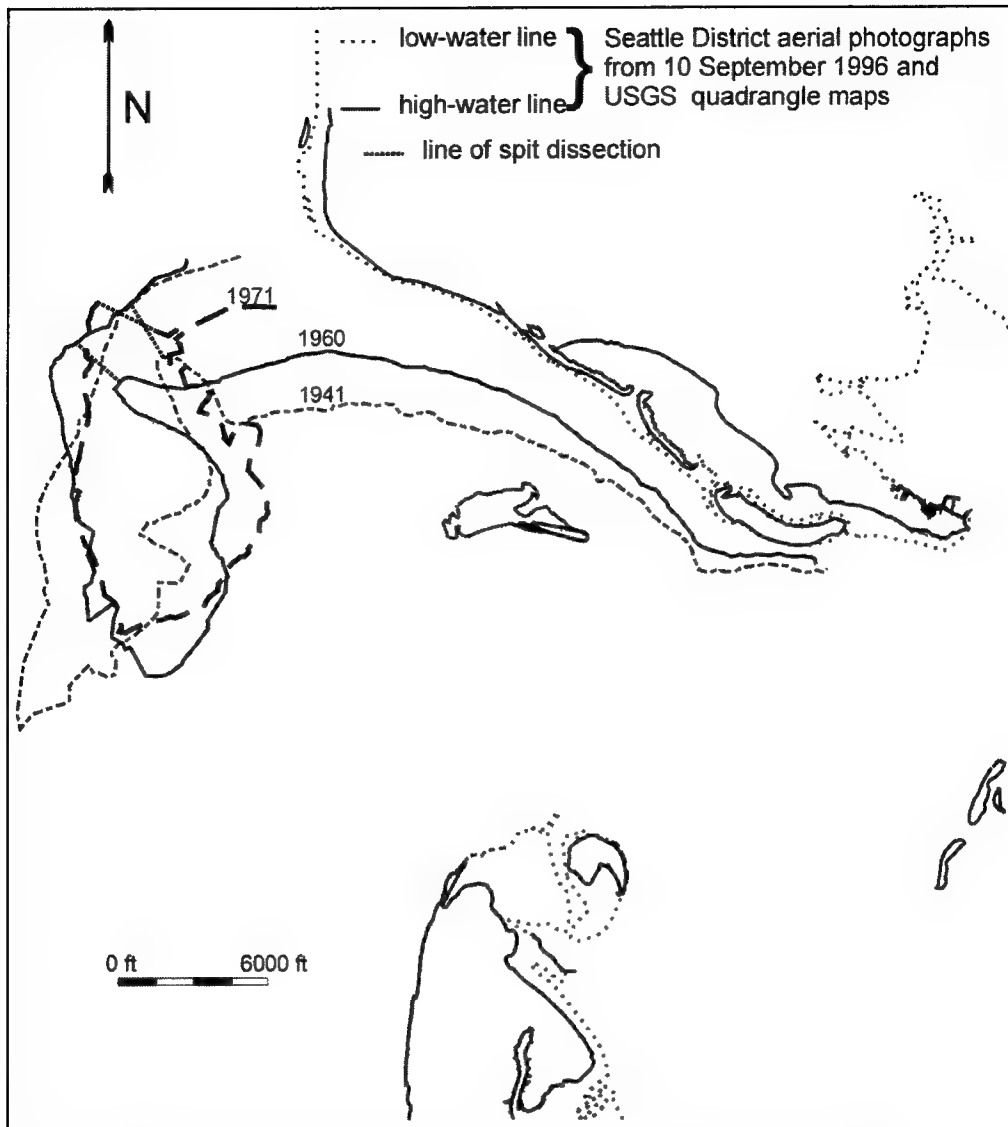 low-water line } Seattle District aerial photographs
from 10 September 1996 and
high-water line USGS quadrangle maps
line of spit dissection
N
1971
1960
1941
0 ft 6000 ft